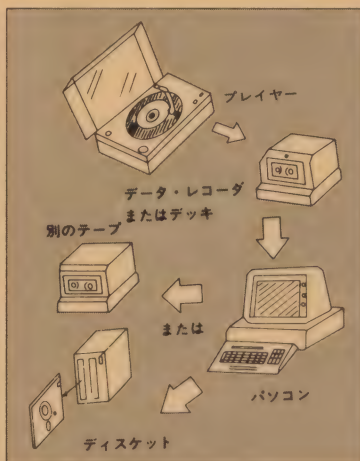 プレイヤー
データ・レコーダ
またはデッキ
別のテープ
または
パソコン
ディスケット